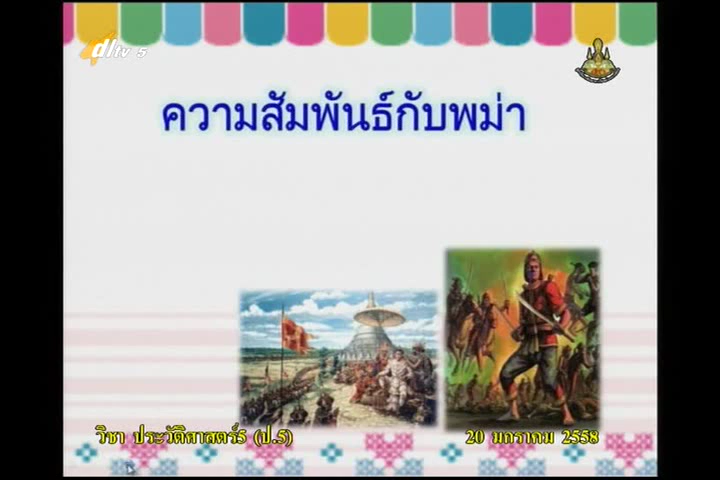 dltv 5
ความสัมพันธ์กับพม่า
วิชา ประวัติศาสตร์5 (ป.5)
20 มกราคม 2558